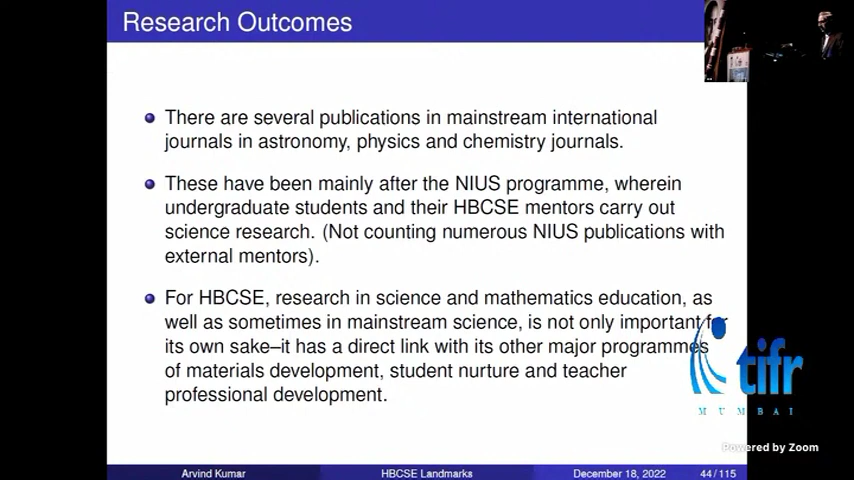 Research Outcomes
There are several publications in mainstream international
journals in astronomy, physics and chemistry journals.
These have been mainly after the NIUS programme, wherein
undergraduate students and their HBCSE mentors carry out
science research. (Not counting numerous NIUS publications with
external mentors).
For HBCSE, research in science and mathematics education, as
well as sometimes in mainstream science, is not only important for
its own sake–it has a direct link with its other major programmes
of materials development, student nurture and teacher
professional development.
tifr
MUMBAI
Powered by Zoom
Arvind Kumar HBCSE Landmarks December 18, 2022 44/115